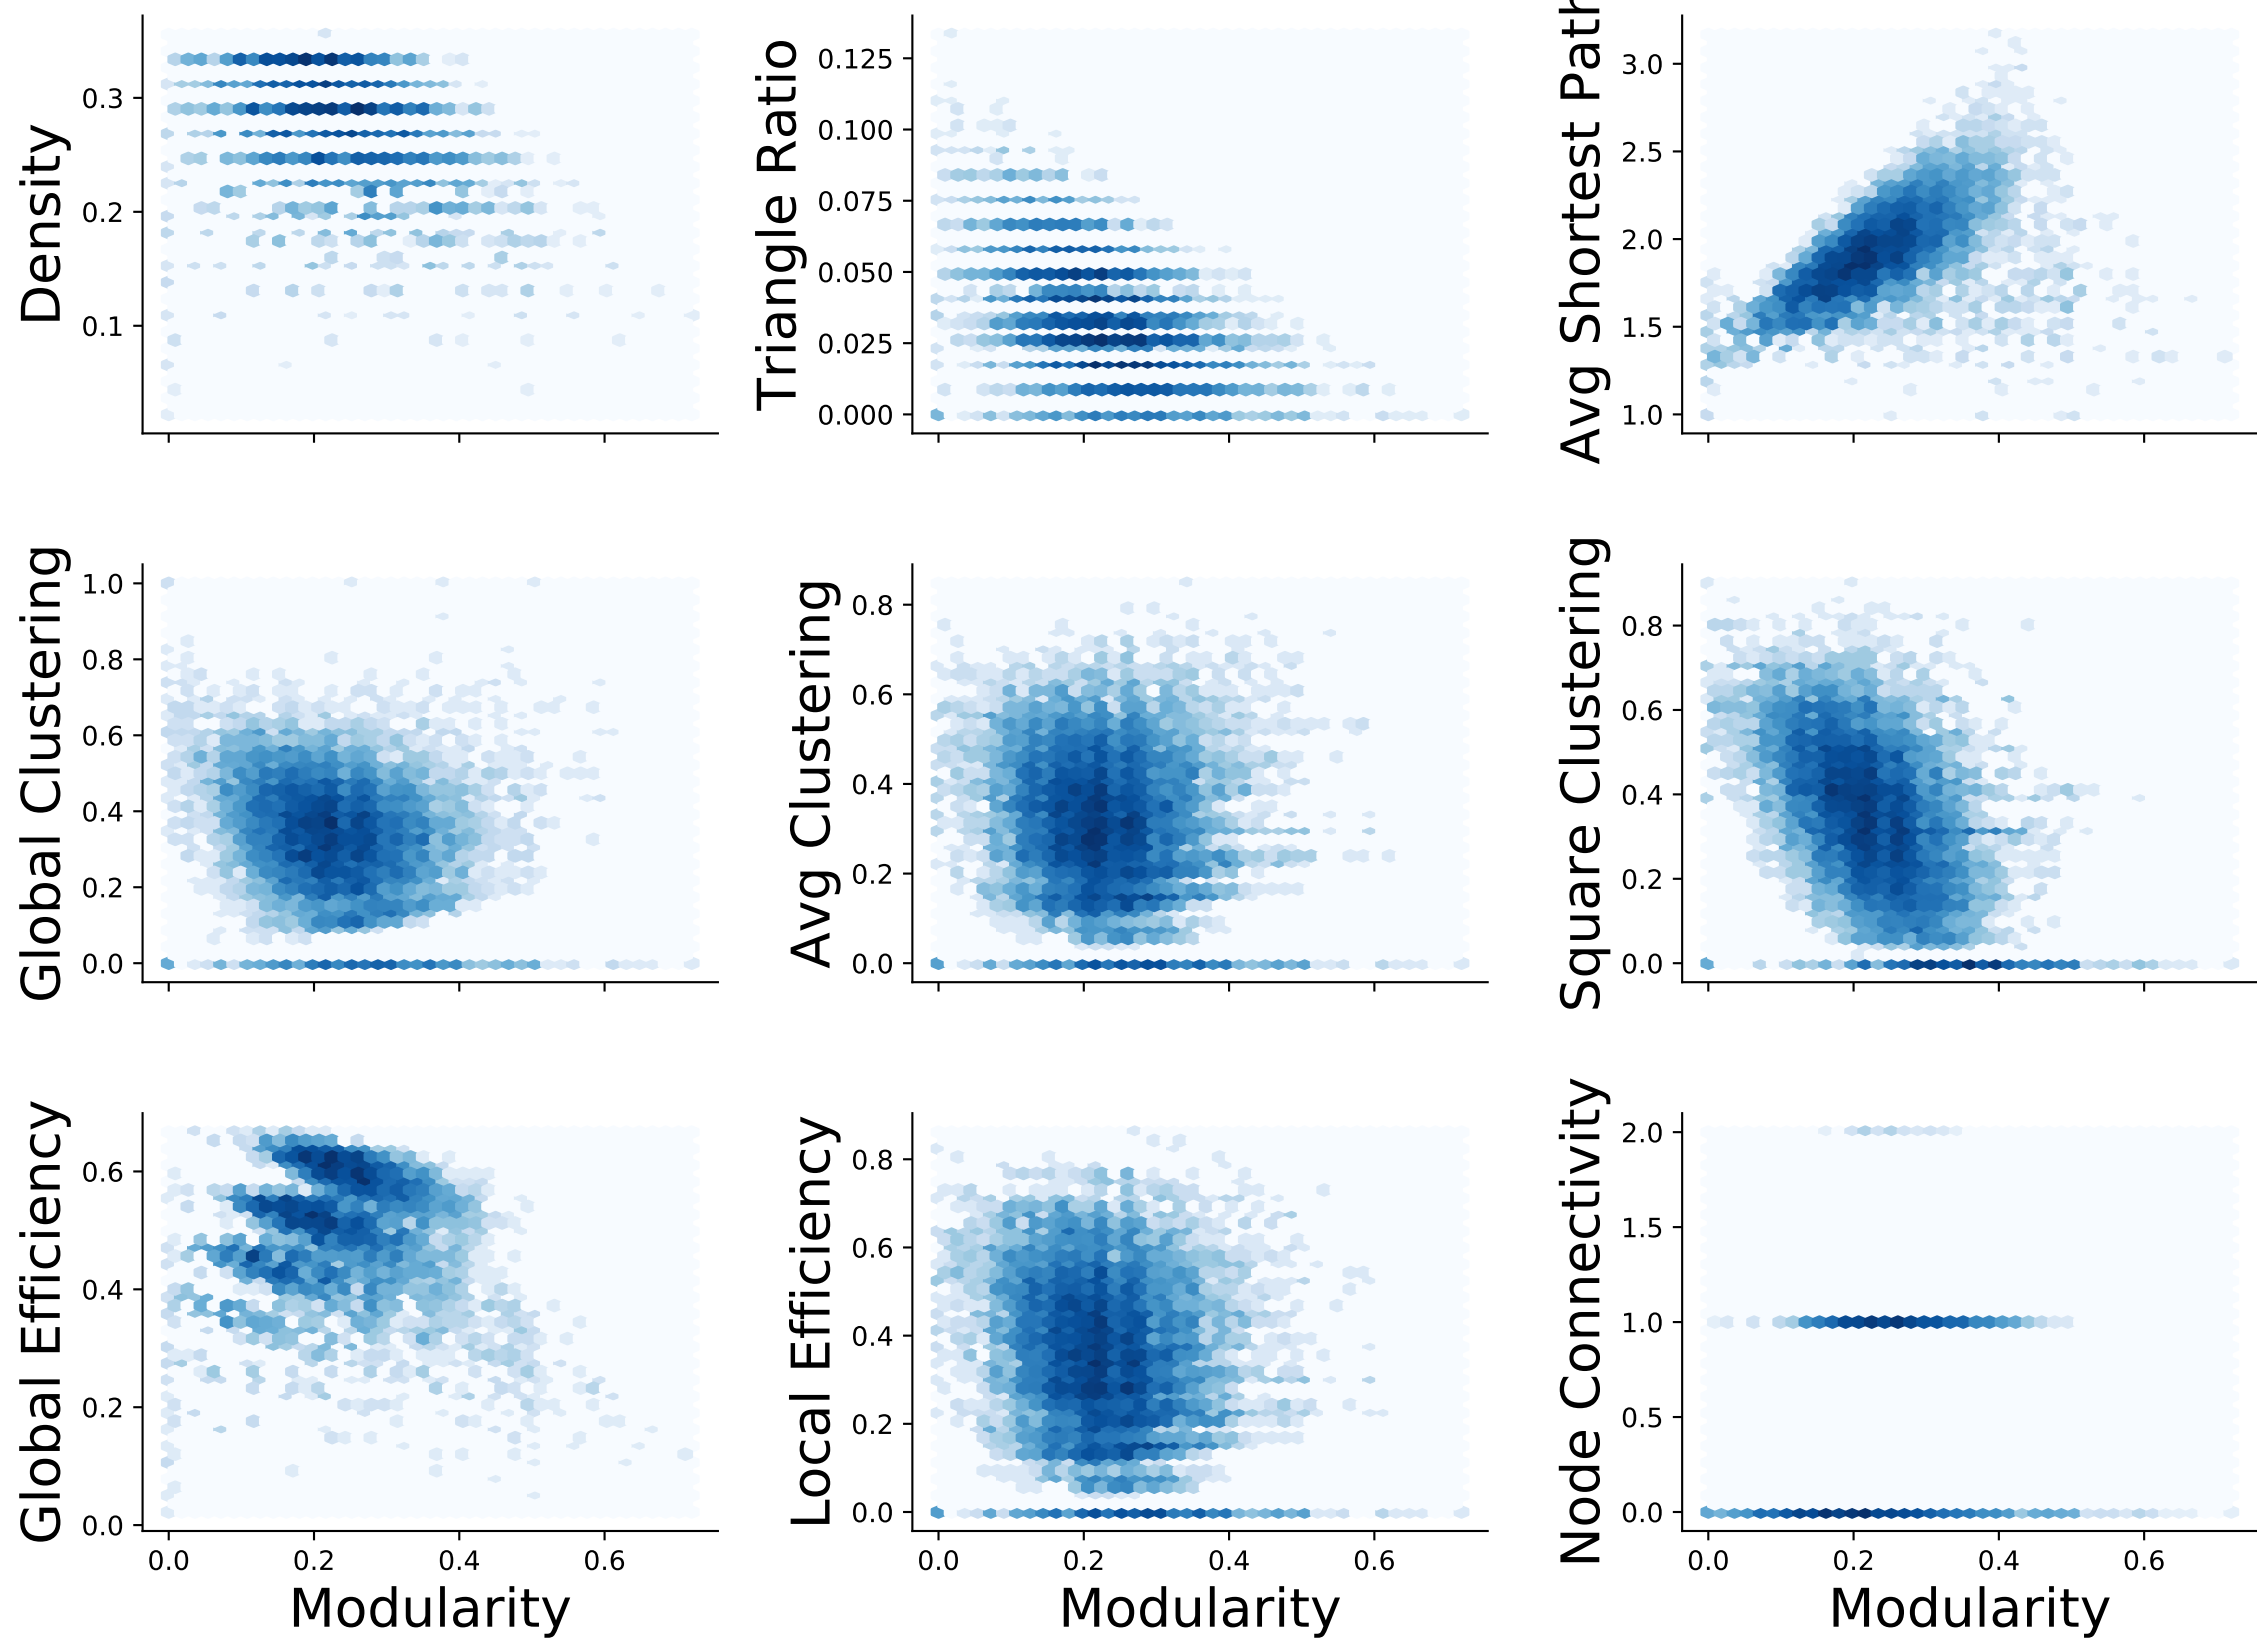 Density
0.3
0.2
0.1
Triangle Ratio
0.125
0.100
0.075
0.050
0.025
0.000
Avg Shortest Path
3.0
2.5
2.0
1.5
1.0
Global Clustering
1.0
0.8
0.6
0.4
0.2
0.0
Avg Clustering
0.8
0.6
0.4
0.2
0.0
Square Clustering
0.8
0.6
0.4
0.2
0.0
Global Efficiency
0.6
0.4
0.2
0.0
0.0 0.2 0.4 0.6
Modularity
Local Efficiency
0.8
0.6
0.4
0.2
0.0
0.0 0.2 0.4 0.6
Modularity
Node Connectivity
2.0
1.5
1.0
0.5
0.0
0.0 0.2 0.4 0.6
Modularity